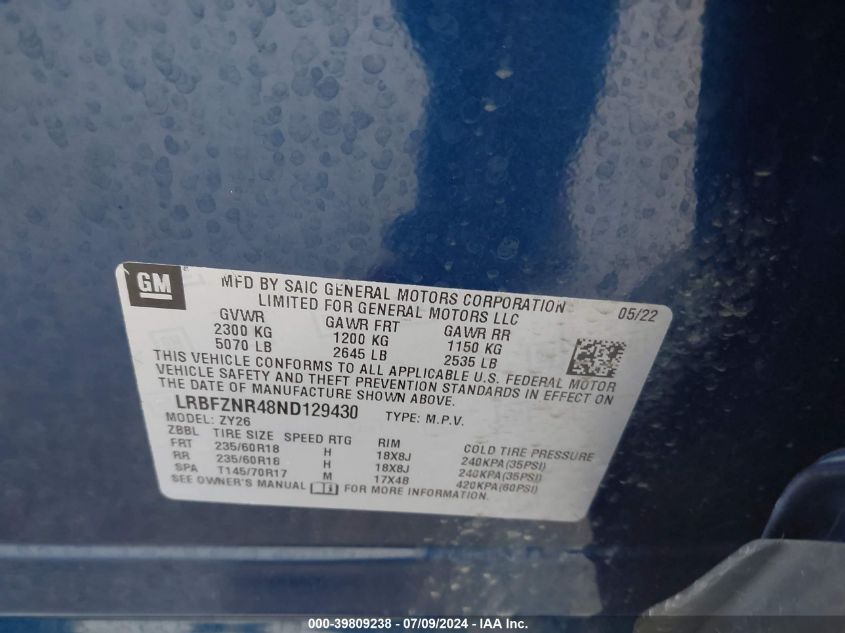 GM
MFD BY SAIC GENERAL MOTORS CORPORATION
LIMITED FOR GENERAL MOTORS LLC
05/22
GVWR GAWR FRT GAWR RR
2300 KG 1200 KG 1150 KG
5070 LB 2645 LB 2535 LB
THIS VEHICLE CONFORMS TO ALL APPLICABLE U.S. FEDERAL MOTOR
VEHICLE SAFETY AND THEFT PREVENTION STANDARDS IN EFFECT ON
THE DATE OF MANUFACTURE SHOWN ABOVE.
LRBFZNR48ND129430 TYPE: M.P.V.
MODEL: ZY26
ZBBL TIRE SIZE SPEED RTG RIM COLD TIRE PRESSURE
FRT 235/60R18 H 18X8J 240KPA(35PSI)
RR 235/60R18 H 18X8J 240KPA(35PSI)
SPA T145/70R17 M 17X4B 420KPA(60PSI)
SEE OWNER'S MANUAL FOR MORE INFORMATION.
000-39809238 - 07/09/2024 - IAA Inc.